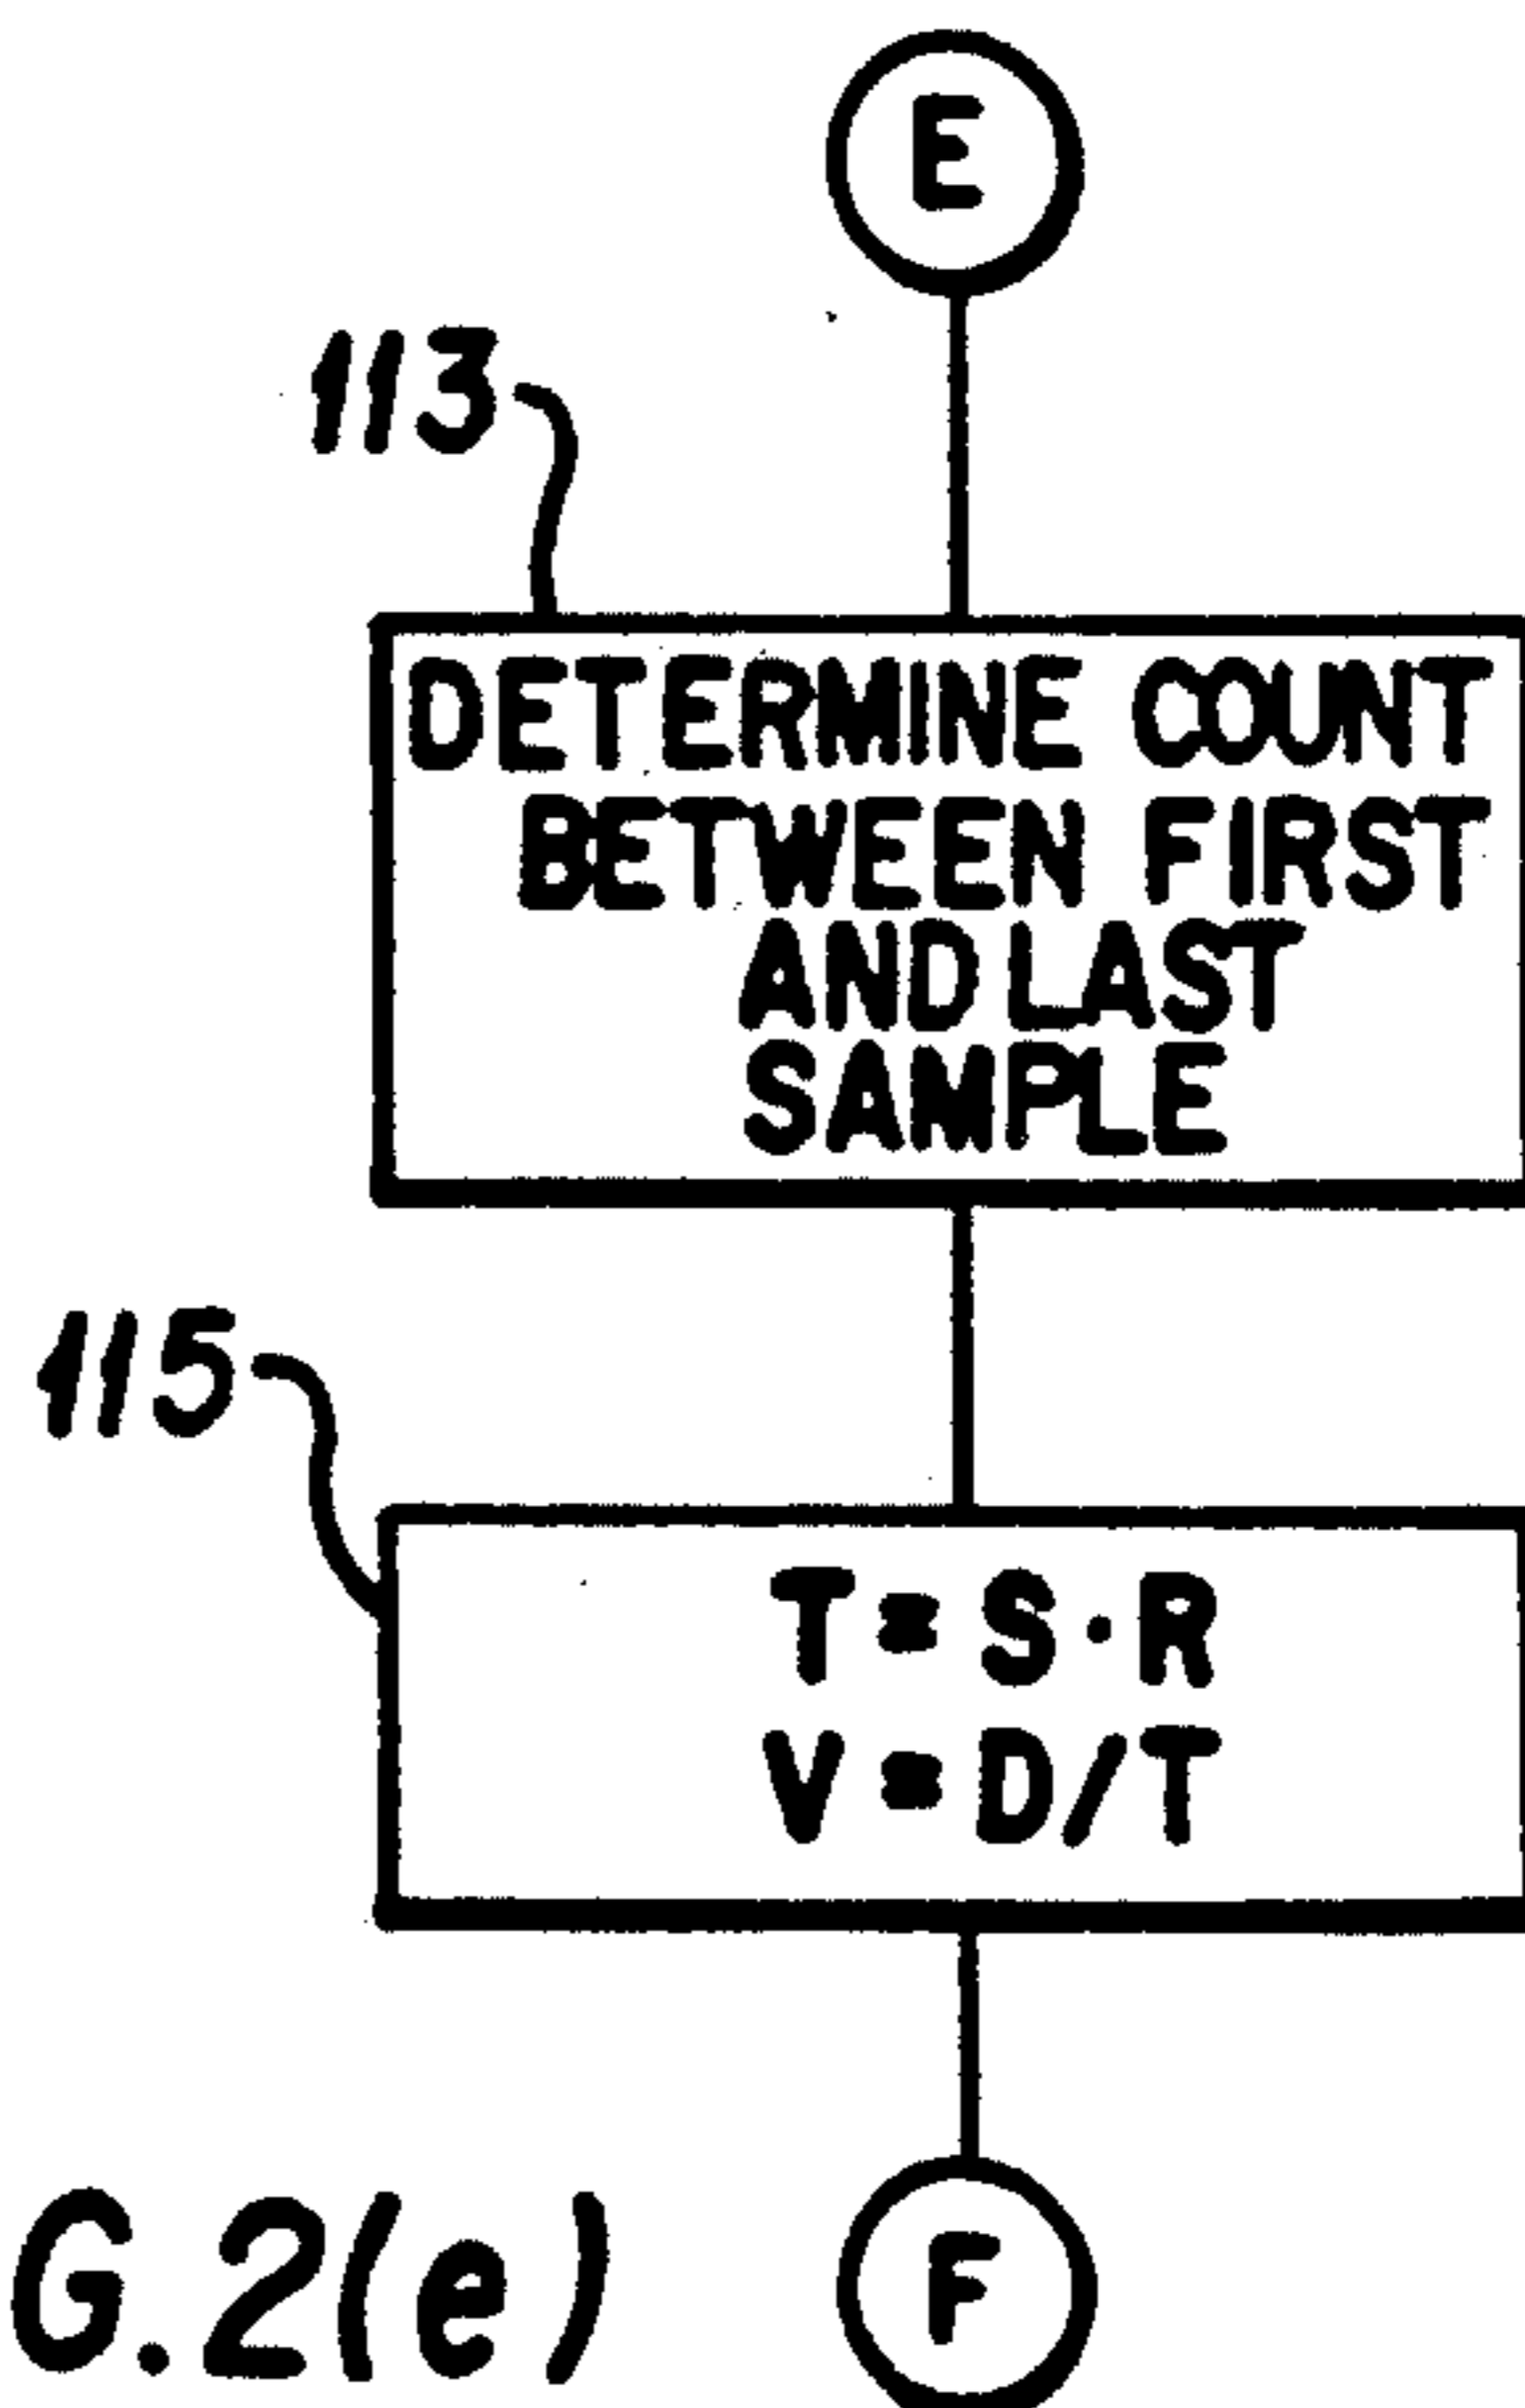 E
113
DETERMINE COUNT
BETWEEN FIRST
AND LAST
SAMPLE
115
T = S · R
V = D/T
G. 2(e)
F